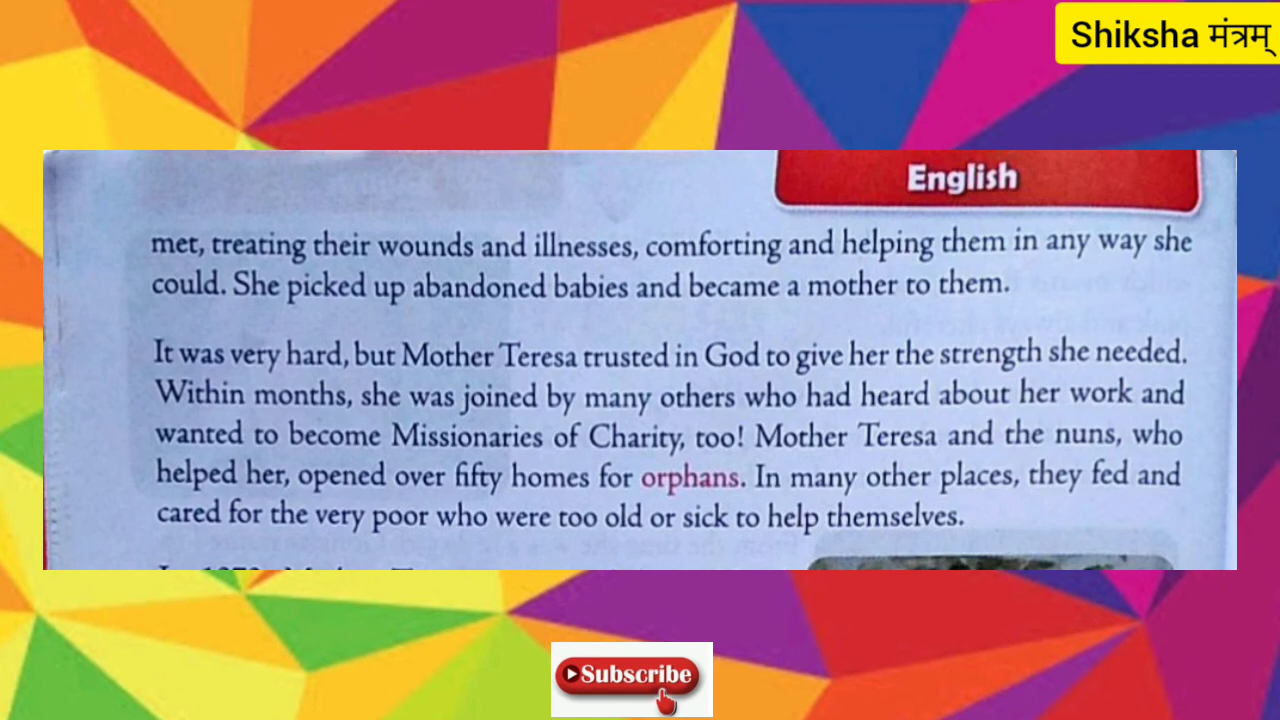 Shiksha मंत्रम्
English
met, treating their wounds and illnesses, comforting and helping them in any way she
could. She picked up abandoned babies and became a mother to them.
It was very hard, but Mother Teresa trusted in God to give her the strength she needed.
Within months, she was joined by many others who had heard about her work and
wanted to become Missionaries of Charity, too! Mother Teresa and the nuns, who
helped her, opened over fifty homes for orphans. In many other places, they fed and
cared for the very poor who were too old or sick to help themselves.
Subscribe